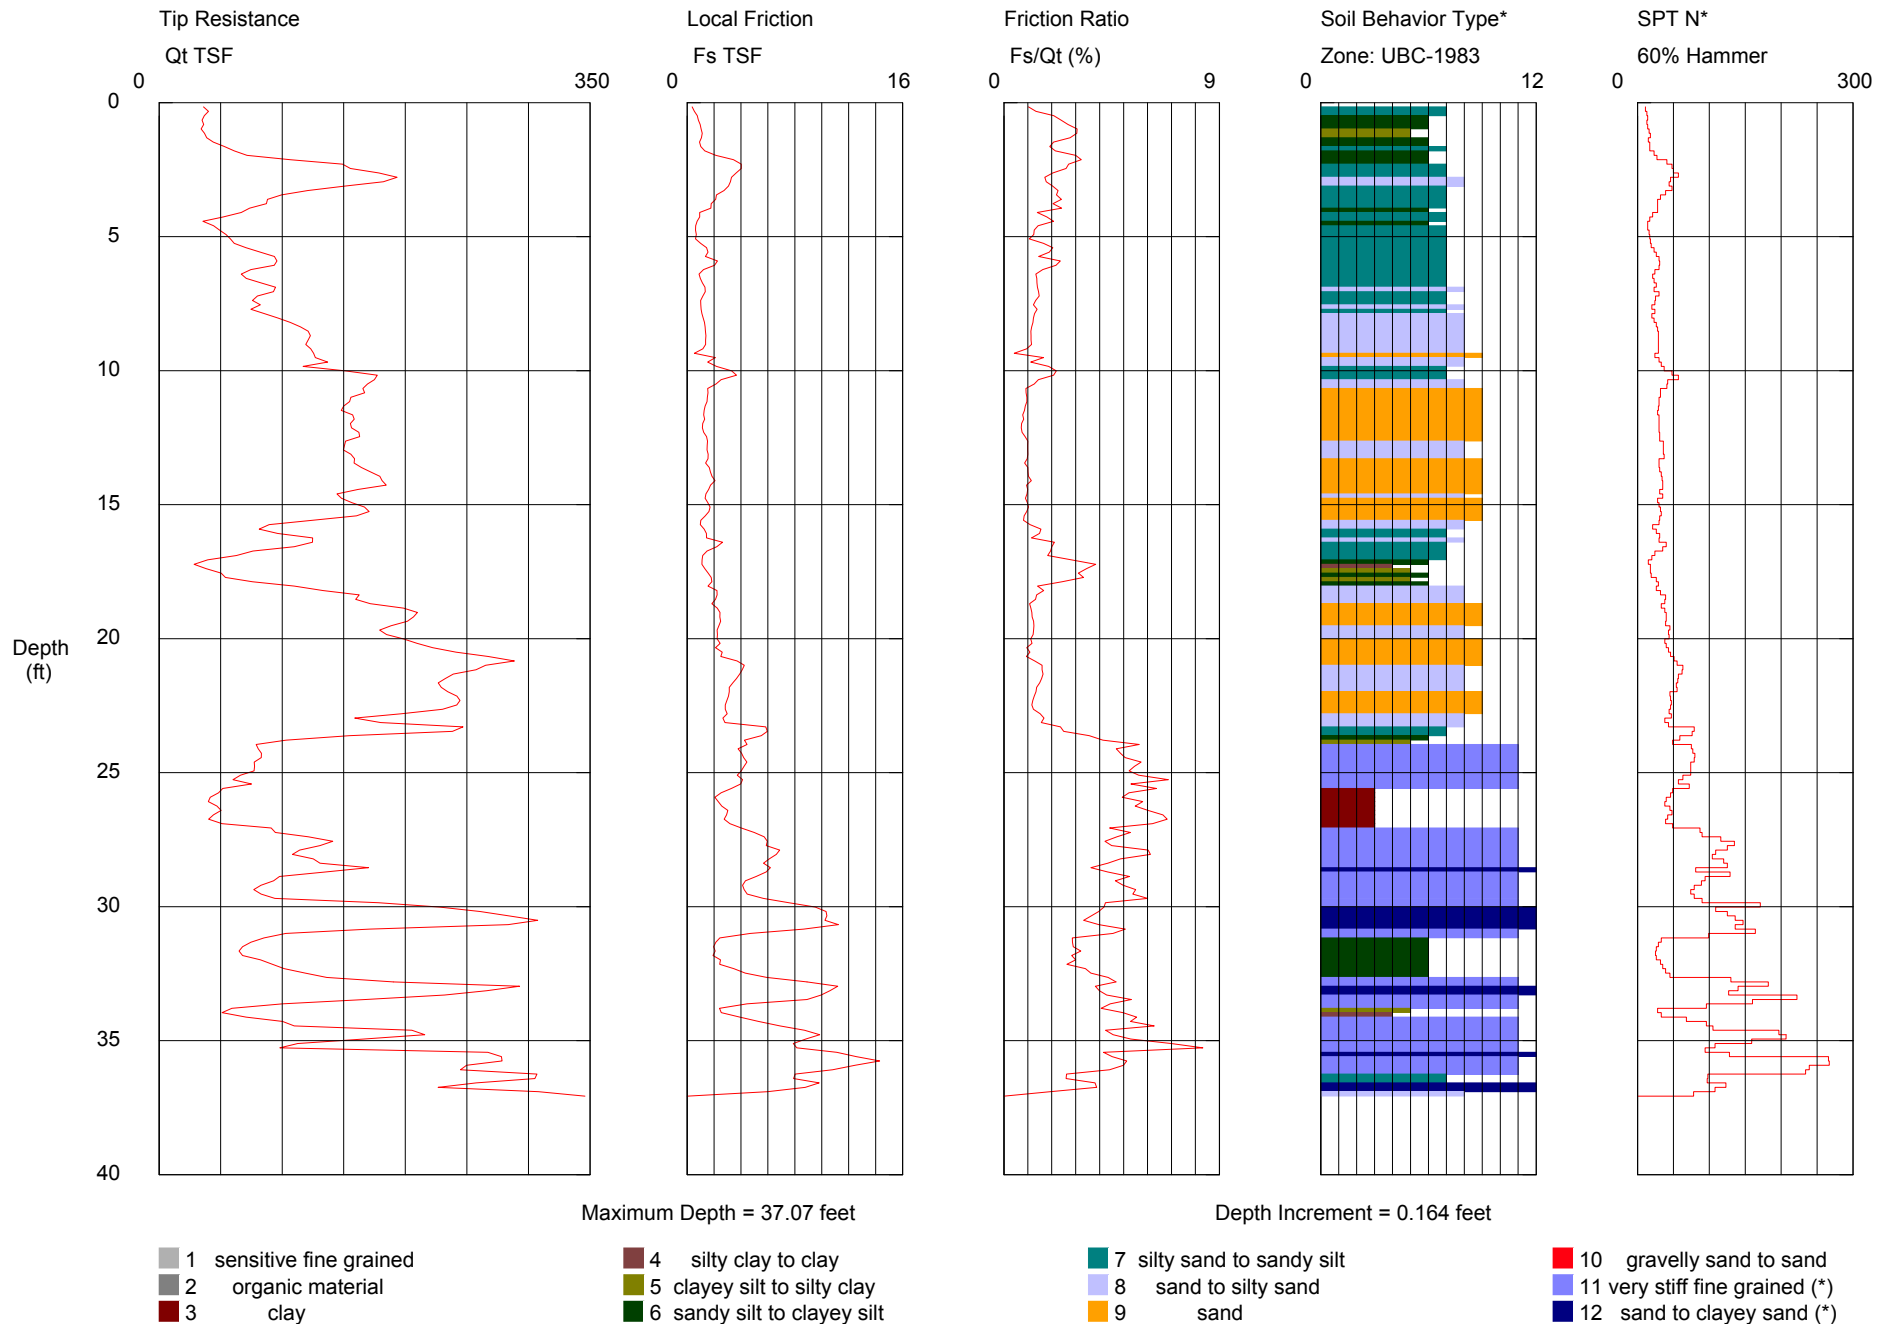 Tip Resistance Local Friction Friction Ratio Soil Behavior Type* SPT N*
Qt TSF Fs TSF Fs/Qt (%) Zone: UBC-1983 60% Hammer
0 350 0 16 0 9 0 12 0 300
0
5
10
15
20
Depth
(ft)
25
30
35
40
Maximum Depth = 37.07 feet Depth Increment = 0.164 feet
1 sensitive fine grained 4 silty clay to clay 7 silty sand to sandy silt 10 gravelly sand to sand
2 organic material 5 clayey silt to silty clay 8 sand to silty sand 11 very stiff fine grained (*)
3 clay 6 sandy silt to clayey silt 9 sand 12 sand to clayey sand (*)